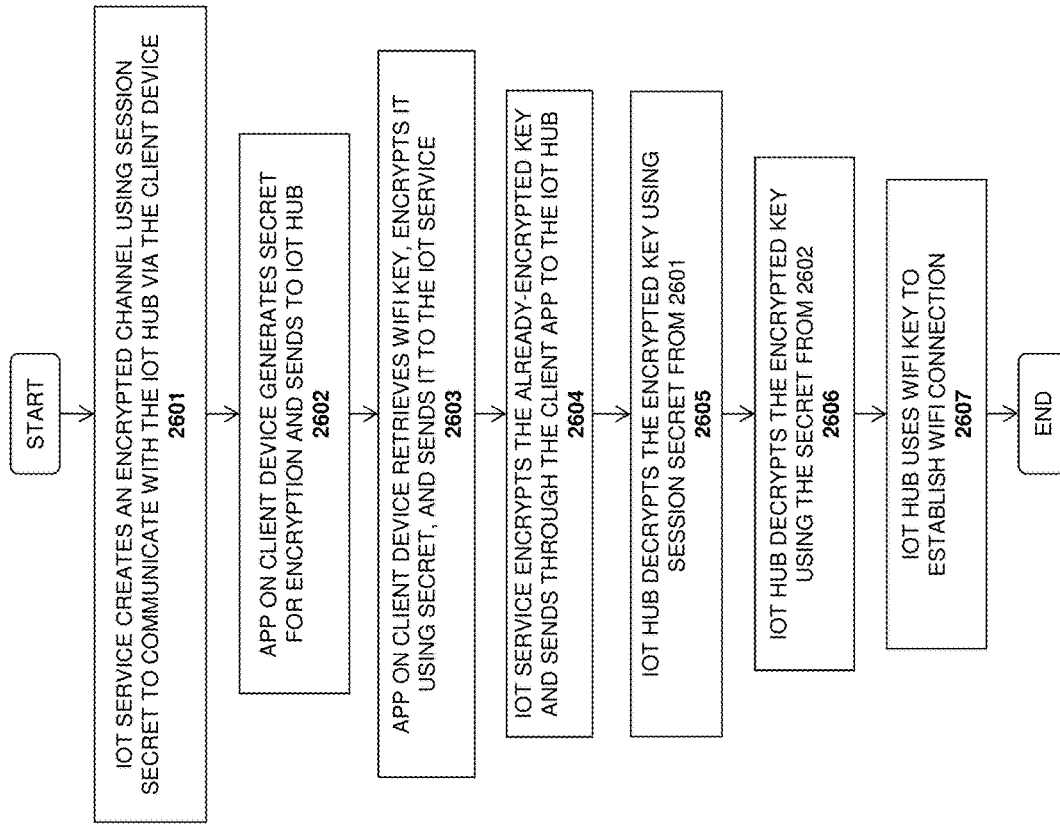 START
IOT SERVICE CREATES AN ENCRYPTED CHANNEL USING SESSION
SECRET TO COMMUNICATE WITH THE IOT HUB VIA THE CLIENT DEVICE
2601
APP ON CLIENT DEVICE GENERATES SECRET
FOR ENCRYPTION AND SENDS TO IOT HUB
2602
APP ON CLIENT DEVICE RETRIEVES WIFI KEY, ENCRYPTS IT
USING SECRET, AND SENDS IT TO THE IOT SERVICE
2603
IOT SERVICE ENCRYPTS THE ALREADY-ENCRYPTED KEY
AND SENDS THROUGH THE CLIENT APP TO THE IOT HUB
2604
IOT HUB DECRYPTS THE ENCRYPTED KEY USING
SESSION SECRET FROM 2601
2605
IOT HUB DECRYPTS THE ENCRYPTED KEY
USING THE SECRET FROM 2602
2606
IOT HUB USES WIFI KEY TO
ESTABLISH WIFI CONNECTION
2607
END